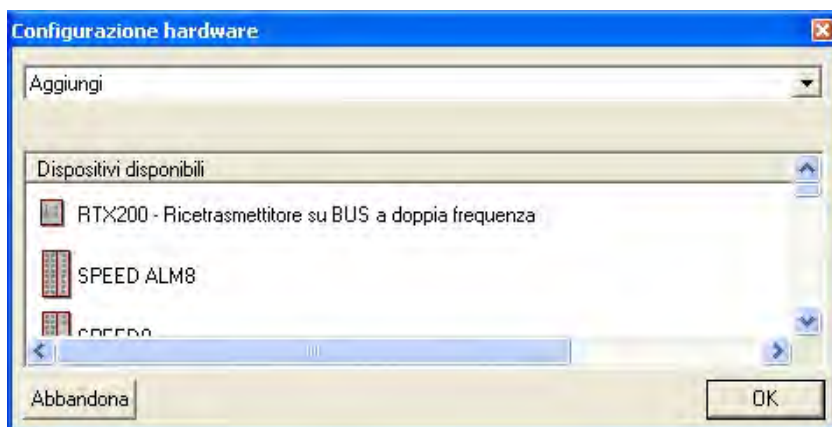 Configurazione hardware
Aggiungi
Dispositivi disponibili
RTX200 - Ricetrasmettitore su BUS a doppia frequenza
SPEED ALM8
Abbandona
OK